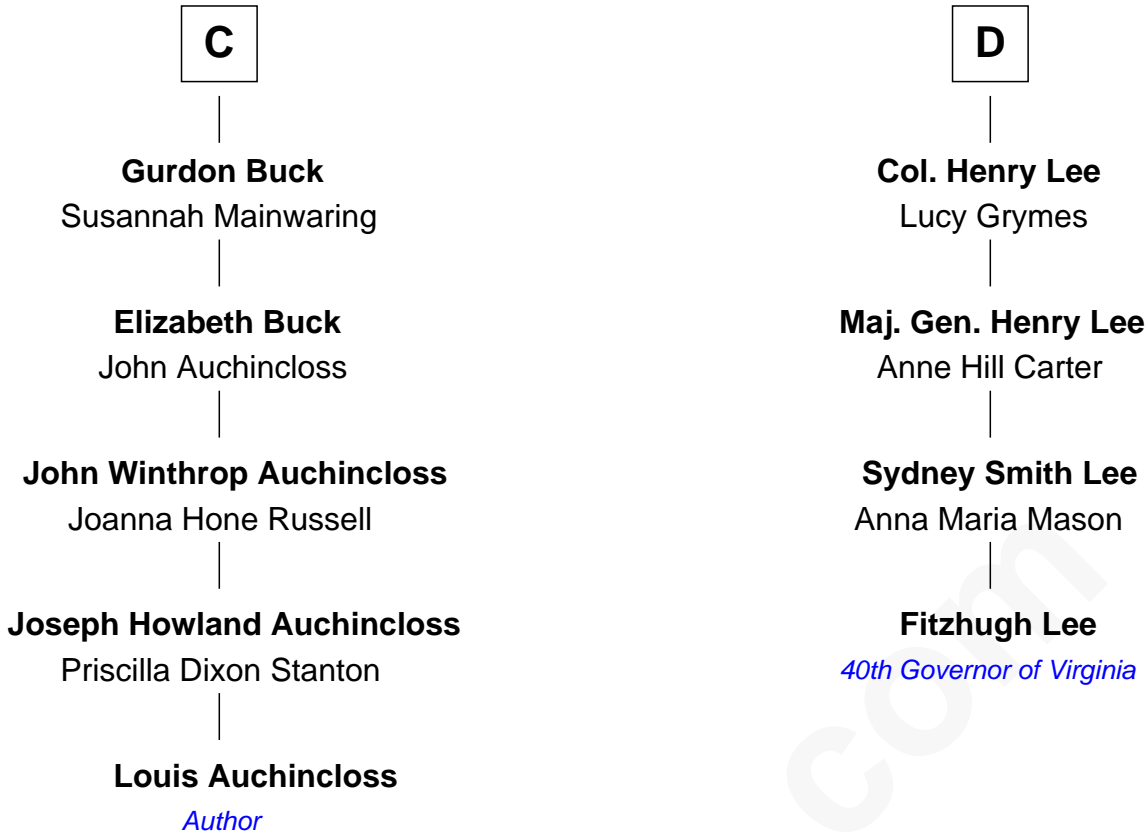 C
Gurdon Buck
Susannah Mainwaring
Elizabeth Buck
John Auchincloss
John Winthrop Auchincloss
Joanna Hone Russell
Joseph Howland Auchincloss
Priscilla Dixon Stanton
Louis Auchincloss
Author
D
Col. Henry Lee
Lucy Grymes
Maj. Gen. Henry Lee
Anne Hill Carter
Sydney Smith Lee
Anna Maria Mason
Fitzhugh Lee
40th Governor of Virginia
com